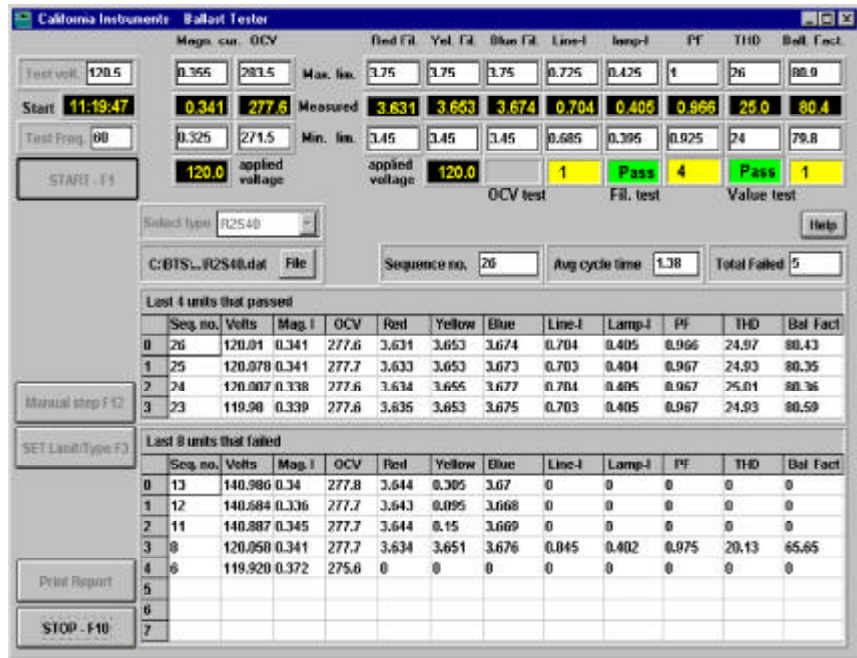 California Instruments Ballast Tester
Magn. cur. OCV Red Fil. Yel. Fil. Blue Fil. Line-I lamp-I PF THD Ball. Fact.
Test volt. 120.5 0.355 283.5 Max. lim. 3.75 3.75 3.75 0.725 0.425 1 26 80.9
Start 11:19:47 0.341 277.6 Measured 3.631 3.653 3.674 0.704 0.405 0.966 25.0 80.4
Test Freq. 60 0.325 271.5 Min. lim. 3.45 3.45 3.45 0.685 0.395 0.925 24 79.8
START - F1 120.0 applied voltage applied voltage 120.0 1 Pass 4 Pass 1
OCV test Fil. test Value test
Select type R2S40 Help
C:\BTS\...\R2S40.dat File Sequence no. 26 Avg cycle time 1.38 Total Failed 5
Last 4 units that passed
Seq. no. Volts Mag. I OCV Red Yellow Blue Line-I Lamp-I PF THD Bal Fact
0 26 120.01 0.341 277.6 3.631 3.653 3.674 0.704 0.405 0.966 24.97 80.43
1 25 120.078 0.341 277.7 3.633 3.653 3.673 0.703 0.404 0.967 24.93 80.35
2 24 120.007 0.338 277.6 3.634 3.655 3.677 0.704 0.405 0.967 25.01 80.36
3 23 119.98 0.339 277.6 3.635 3.653 3.675 0.703 0.405 0.967 24.93 80.59
Manual step F12
SET Limit/Type F3
Last 8 units that failed
Seq. no. Volts Mag. I OCV Red Yellow Blue Line-I Lamp-I PF THD Bal Fact
0 13 140.986 0.34 277.8 3.644 0.305 3.67 0 0 0 0 0
1 12 140.684 0.336 277.7 3.643 0.095 3.668 0 0 0 0 0
2 11 140.887 0.345 277.7 3.644 0.15 3.669 0 0 0 0 0
3 8 120.058 0.341 277.7 3.634 3.651 3.676 0.845 0.402 0.975 20.13 65.65
4 6 119.928 0.372 275.6 0 0 0 0 0 0 0 0
5
6
7
Print Report
STOP - F10